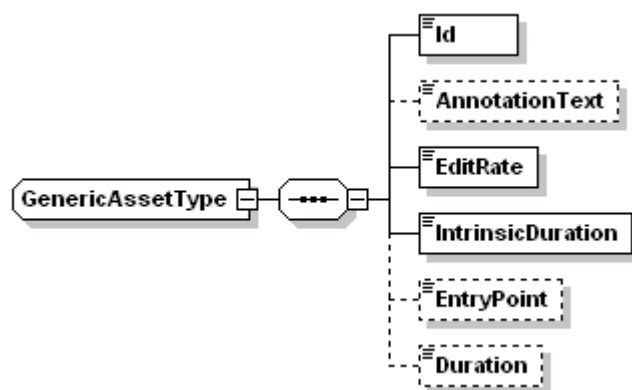 Id
AnnotationText
EditRate
GenericAssetType
IntrinsicDuration
EntryPoint
Duration